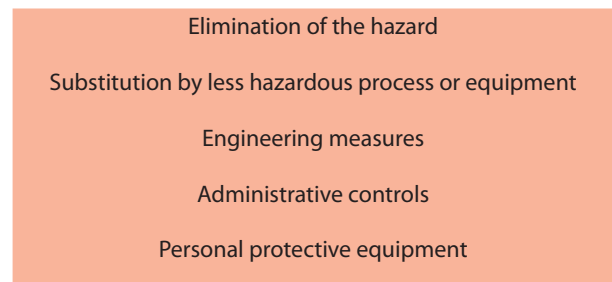 Elimination of the hazard
Substitution by less hazardous process or equipment
Engineering measures
Administrative controls
Personal protective equipment